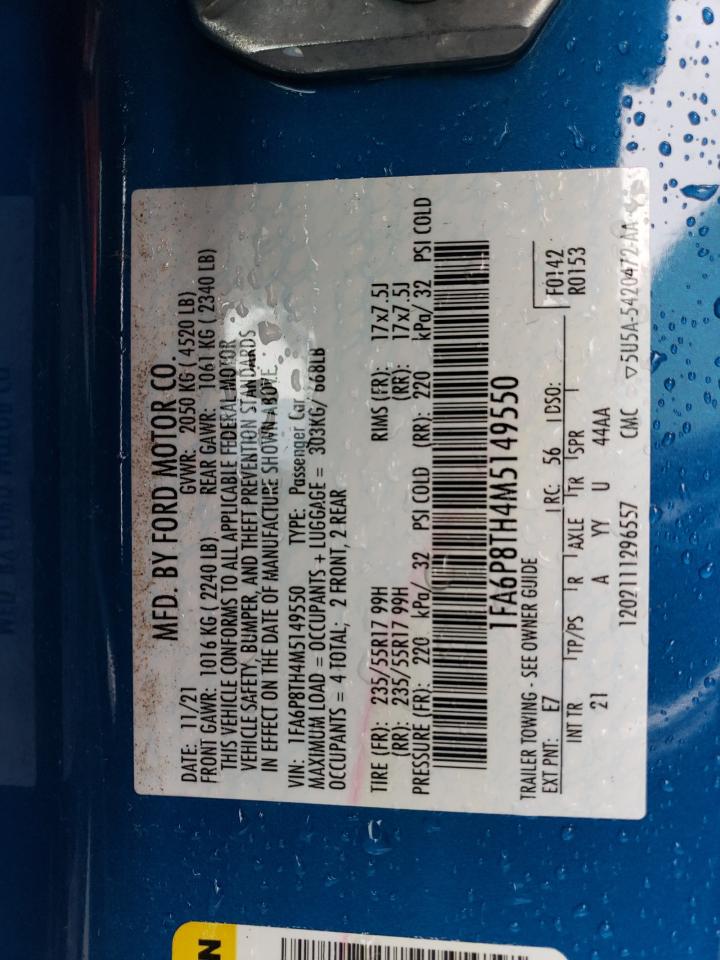 MFD. BY FORD MOTOR CO.
DATE: 11/21 GVWR: 2050 KG ( 4520 LB)
FRONT GAWR: 1016 KG ( 2240 LB) REAR GAWR: 1061 KG ( 2340 LB)
THIS VEHICLE CONFORMS TO ALL APPLICABLE FEDERAL MOTOR
VEHICLE SAFETY, BUMPER, AND THEFT PREVENTION STANDARDS
IN EFFECT ON THE DATE OF MANUFACTURE SHOWN ABOVE.
VIN: 1FA6P8TH4M5149550 TYPE: Passenger Car
MAXIMUM LOAD = OCCUPANTS + LUGGAGE = 303KG/ 668LB
OCCUPANTS = 4 TOTAL; 2 FRONT, 2 REAR
TIRE (FR): 235/55R17 99H RIMS (FR): 17x7.5J
(RR): 235/55R17 99H (RR): 17x7.5J
PRESSURE (FR): 220 kPa/ 32 PSI COLD (RR): 220 kPa/ 32 PSI COLD
1FA6P8TH4M5149550
TRAILER TOWING - SEE OWNER GUIDE F0142
EXT PNT: E7 RC: 56 DSO: R0153
INT TR TP/PS R AXLE TR SPR
21 A YY U 44AA
1202111296557 CMC ▽5U5A-5420472-AA